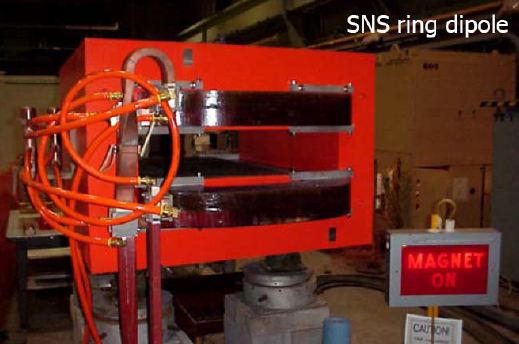 SNS ring dipole
MAGNET
ON
CAUTION!